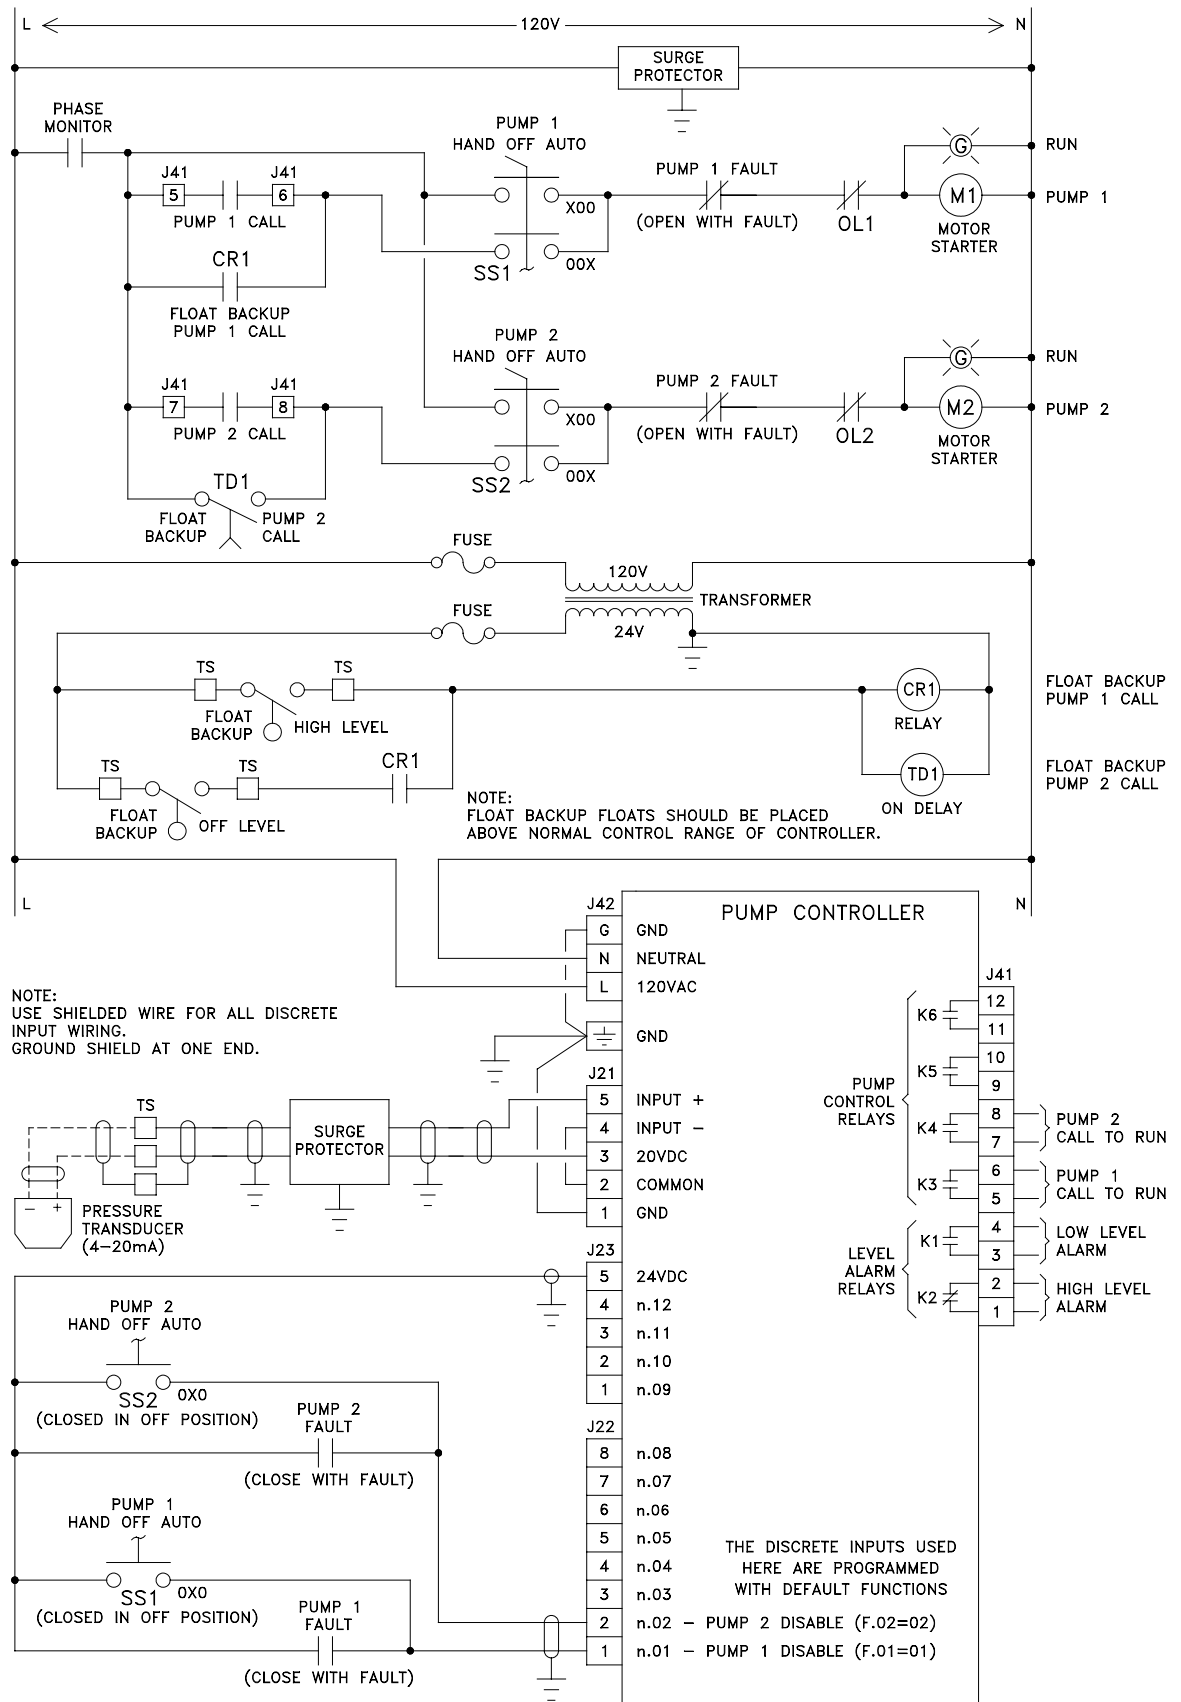 L
120V
N
SURGE
PROTECTOR
PHASE
MONITOR
PUMP 1
HAND OFF AUTO
G
RUN
J41
J41
5
6
PUMP 1 CALL
X00
PUMP 1 FAULT
(OPEN WITH FAULT)
OL1
M1
PUMP 1
MOTOR
STARTER
CR1
SS1
00X
FLOAT BACKUP
PUMP 1 CALL
PUMP 2
HAND OFF AUTO
G
RUN
J41
J41
7
8
PUMP 2 CALL
X00
PUMP 2 FAULT
(OPEN WITH FAULT)
OL2
M2
PUMP 2
MOTOR
STARTER
SS2
00X
TD1
FLOAT
BACKUP
PUMP 2
CALL
FUSE
120V
TRANSFORMER
FUSE
24V
TS
TS
FLOAT
BACKUP
HIGH LEVEL
CR1
RELAY
FLOAT BACKUP
PUMP 1 CALL
TS
TS
CR1
FLOAT
BACKUP
OFF LEVEL
TD1
ON DELAY
FLOAT BACKUP
PUMP 2 CALL
NOTE:
FLOAT BACKUP FLOATS SHOULD BE PLACED
ABOVE NORMAL CONTROL RANGE OF CONTROLLER.
L
N
PUMP CONTROLLER
J42
G GND
N NEUTRAL
L 120VAC
GND
NOTE:
USE SHIELDED WIRE FOR ALL DISCRETE
INPUT WIRING.
GROUND SHIELD AT ONE END.
J21
5 INPUT +
4 INPUT −
3 20VDC
2 COMMON
1 GND
TS
SURGE
PROTECTOR
− +
PRESSURE
TRANSDUCER
(4−20mA)
J41
K6
12
11
K5
10
9
PUMP
CONTROL
RELAYS
K4
8
7
PUMP 2
CALL TO RUN
K3
6
5
PUMP 1
CALL TO RUN
LEVEL
ALARM
RELAYS
K1
4
3
LOW LEVEL
ALARM
K2
2
1
HIGH LEVEL
ALARM
J23
5 24VDC
4 n.12
3 n.11
2 n.10
1 n.09
PUMP 2
HAND OFF AUTO
SS2
0X0
(CLOSED IN OFF POSITION)
PUMP 2
FAULT
(CLOSE WITH FAULT)
J22
8 n.08
7 n.07
6 n.06
5 n.05
4 n.04
3 n.03
2 n.02 − PUMP 2 DISABLE (F.02=02)
1 n.01 − PUMP 1 DISABLE (F.01=01)
PUMP 1
HAND OFF AUTO
SS1
0X0
(CLOSED IN OFF POSITION)
PUMP 1
FAULT
(CLOSE WITH FAULT)
THE DISCRETE INPUTS USED
HERE ARE PROGRAMMED
WITH DEFAULT FUNCTIONS